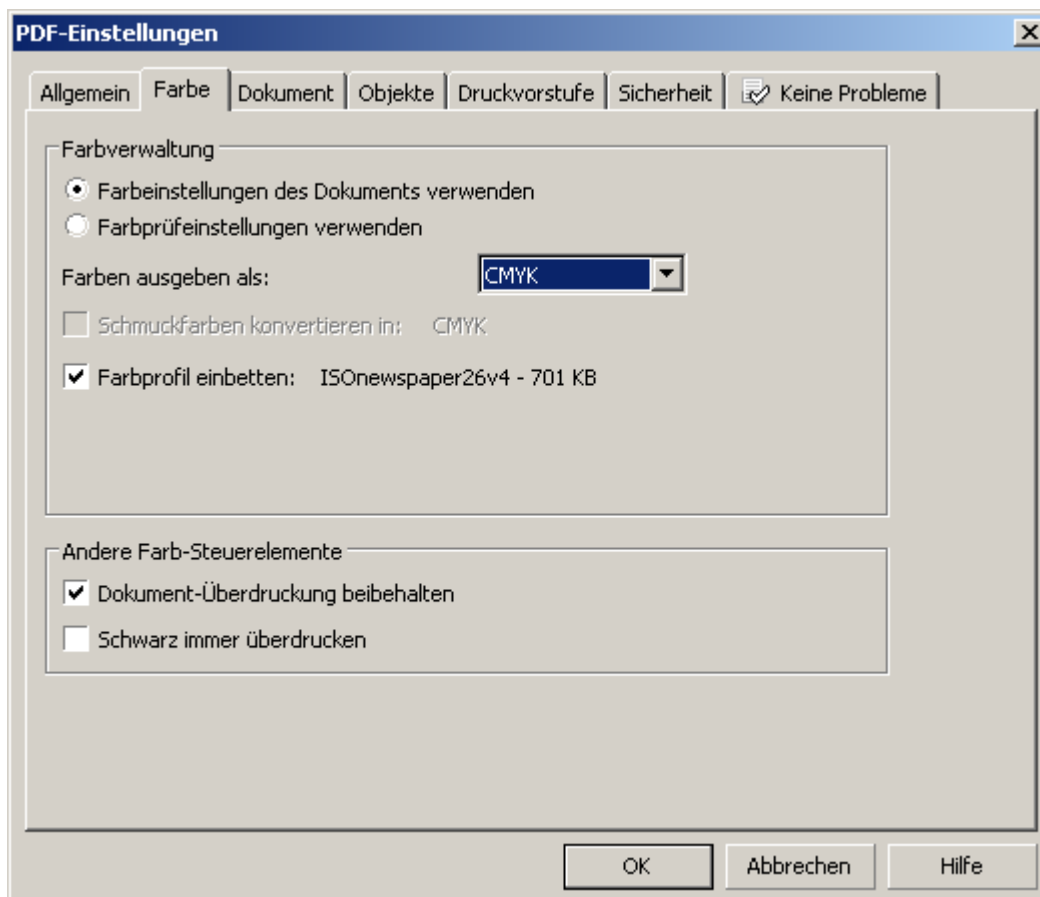 PDF-Einstellungen
Allgemein Farbe Dokument Objekte Druckvorstufe Sicherheit Keine Probleme
Farbverwaltung
Farbeinstellungen des Dokuments verwenden
Farbprüfeinstellungen verwenden
Farben ausgeben als: CMYK
Schmuckfarben konvertieren in: CMYK
Farbprofil einbetten: ISOnewspaper26v4 - 701 KB
Andere Farb-Steuerelemente
Dokument-Überdruckung beibehalten
Schwarz immer überdrucken
OK Abbrechen Hilfe